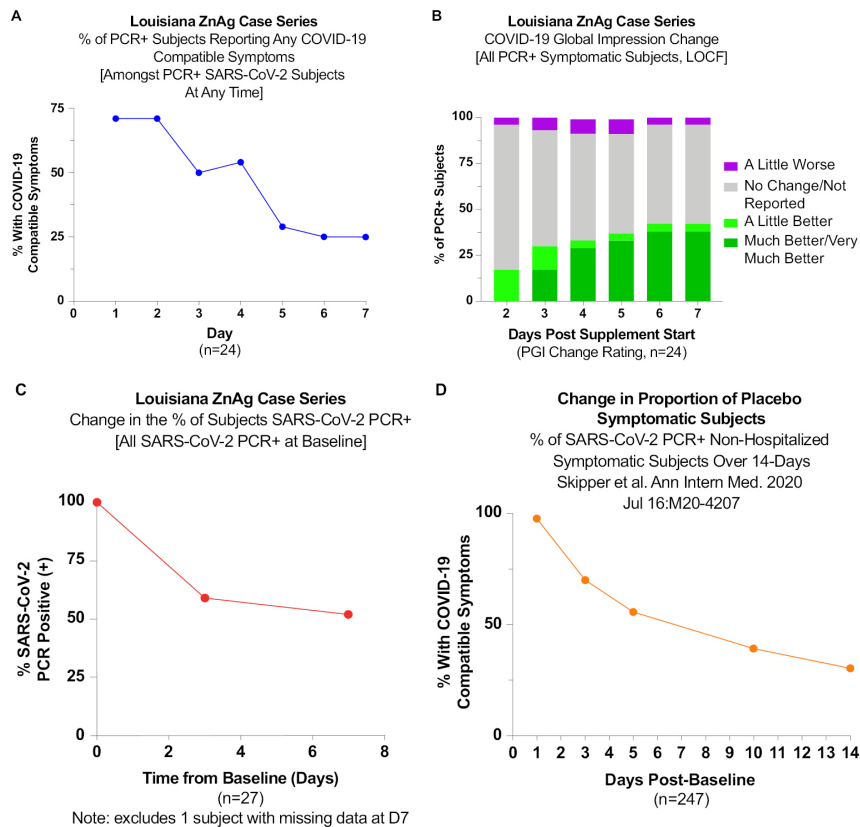 A
Louisiana ZnAg Case Series
% of PCR+ Subjects Reporting Any COVID-19
Compatible Symptoms
[Amongst PCR+ SARS-CoV-2 Subjects
At Any Time]
75
50
25
0
% With COVID-19
Compatible Symptoms
0 1 2 3 4 5 6 7
Day
(n=24)
B
Louisiana ZnAg Case Series
COVID-19 Global Impression Change
[All PCR+ Symptomatic Subjects, LOCF]
100
75
50
25
0
% of PCR+ Subjects
2 3 4 5 6 7
Days Post Supplement Start
(PGI Change Rating, n=24)
A Little Worse
No Change/Not
Reported
A Little Better
Much Better/Very
Much Better
C
Louisiana ZnAg Case Series
Change in the % of Subjects SARS-CoV-2 PCR+
[All SARS-CoV-2 PCR+ at Baseline]
100
75
50
25
0
% SARS-CoV-2
PCR Positive (+)
0 2 4 6 8
Time from Baseline (Days)
(n=27)
Note: excludes 1 subject with missing data at D7
D
Change in Proportion of Placebo
Symptomatic Subjects
% of SARS-CoV-2 PCR+ Non-Hospitalized
Symptomatic Subjects Over 14-Days
Skipper et al. Ann Intern Med. 2020
Jul 16:M20-4207
100
50
0
% With COVID-19
Compatible Symptoms
0 1 2 3 4 5 6 7 8 9 10 11 12 13 14
Days Post-Baseline
(n=247)